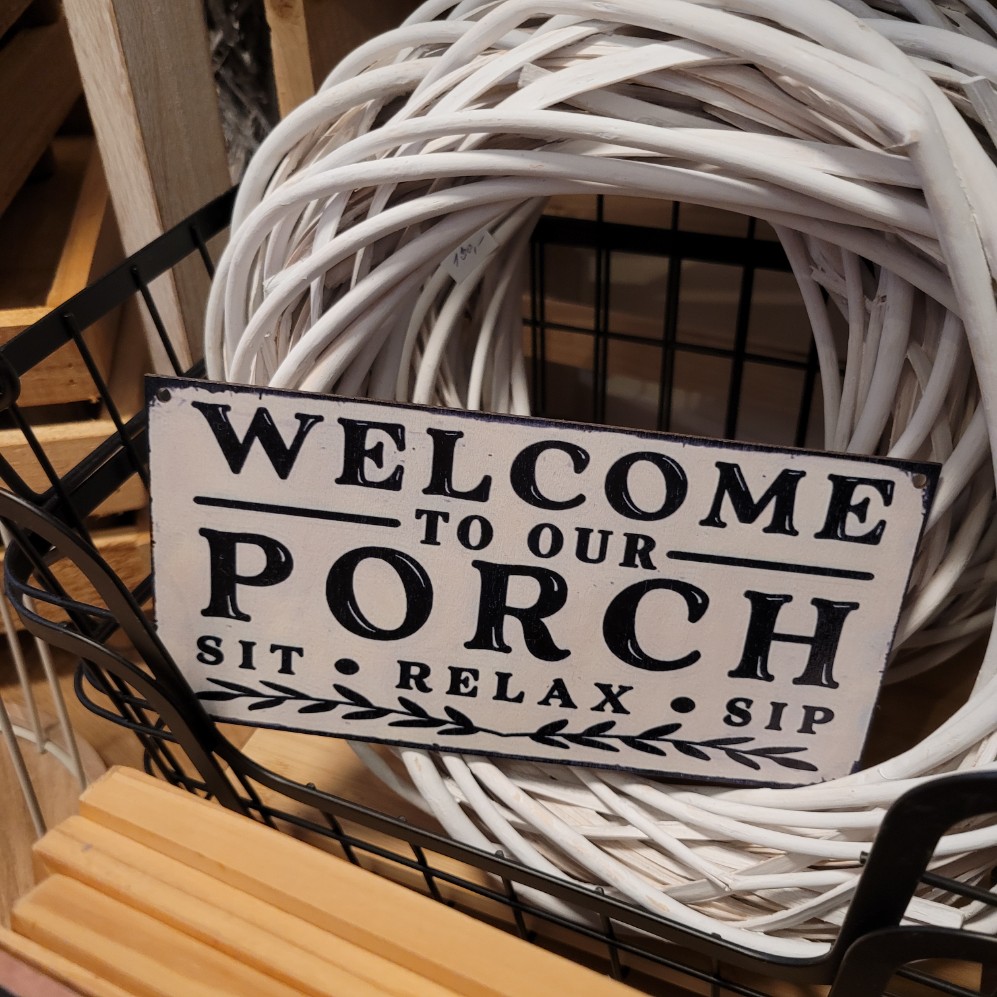 WELCOME
TO OUR
PORCH
SIT • RELAX • SIP